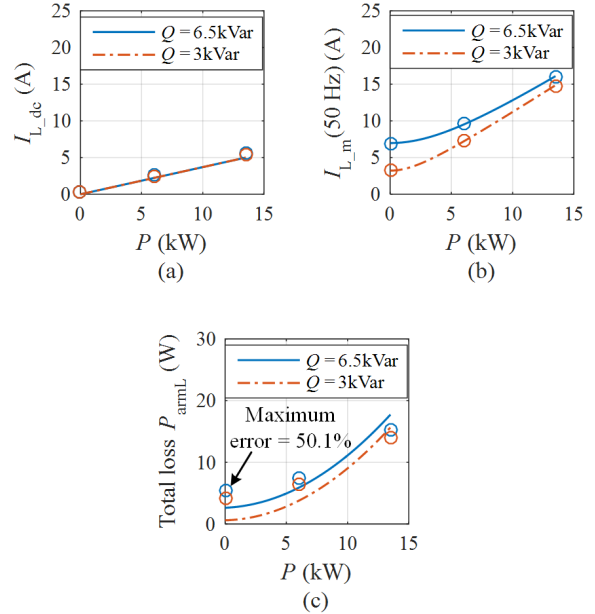 25
20
15
10
5
0
0
5
10
15
I_L_dc (A)
Q = 6.5kVar
Q = 3kVar
P (kW)
(a)
25
20
15
10
5
0
0
5
10
15
I_L_m(50 Hz) (A)
Q = 6.5kVar
Q = 3kVar
P (kW)
(b)
30
20
10
0
0
5
10
15
Total loss P_armL (W)
Q = 6.5kVar
Q = 3kVar
Maximum
error = 50.1%
P (kW)
(c)